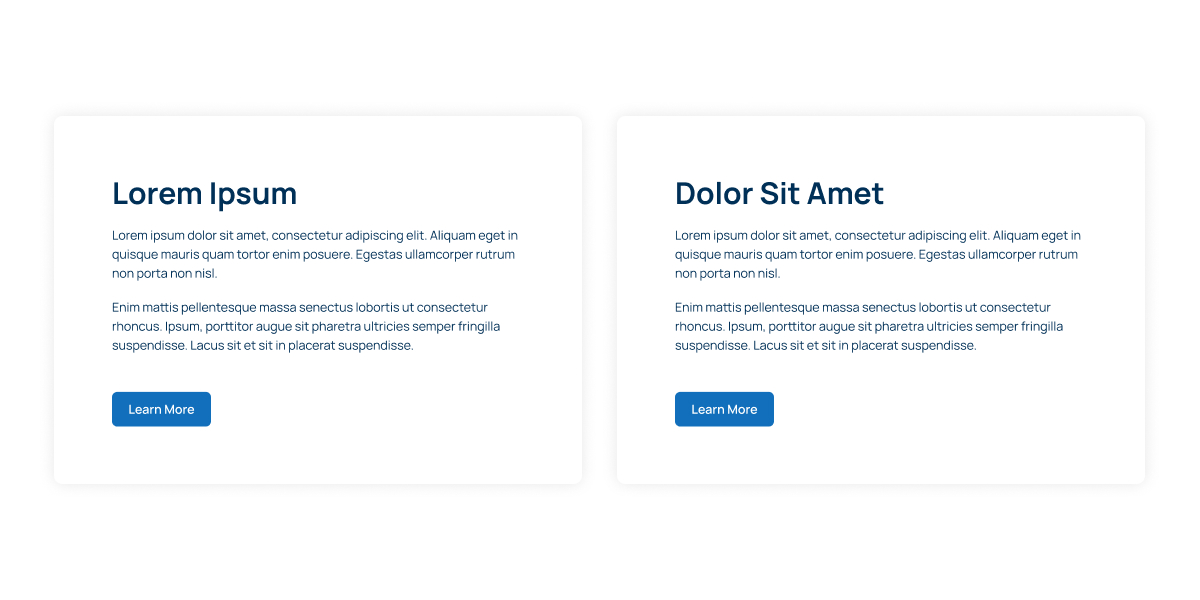 Lorem Ipsum
Lorem ipsum dolor sit amet, consectetur adipiscing elit. Aliquam eget in
quisque mauris quam tortor enim posuere. Egestas ullamcorper rutrum
non porta non nisl.
Enim mattis pellentesque massa senectus lobortis ut consectetur
rhoncus. Ipsum, porttitor augue sit pharetra ultricies semper fringilla
suspendisse. Lacus sit et sit in placerat suspendisse.
Learn More
Dolor Sit Amet
Lorem ipsum dolor sit amet, consectetur adipiscing elit. Aliquam eget in
quisque mauris quam tortor enim posuere. Egestas ullamcorper rutrum
non porta non nisl.
Enim mattis pellentesque massa senectus lobortis ut consectetur
rhoncus. Ipsum, porttitor augue sit pharetra ultricies semper fringilla
suspendisse. Lacus sit et sit in placerat suspendisse.
Learn More